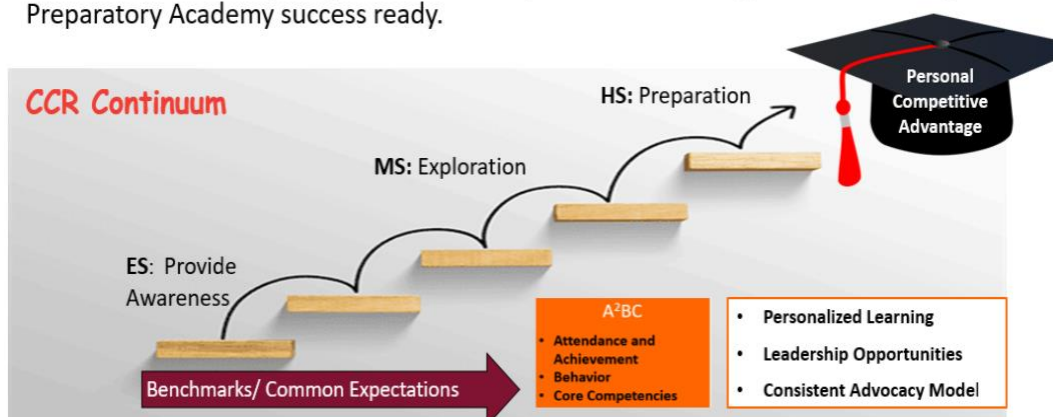 Preparatory Academy success ready.
CCR Continuum
HS: Preparation
Personal
Competitive
Advantage
MS: Exploration
ES: Provide
Awareness
Benchmarks/ Common Expectations
A²BC
• Attendance and
Achievement
• Behavior
• Core Competencies
• Personalized Learning
• Leadership Opportunities
• Consistent Advocacy Model